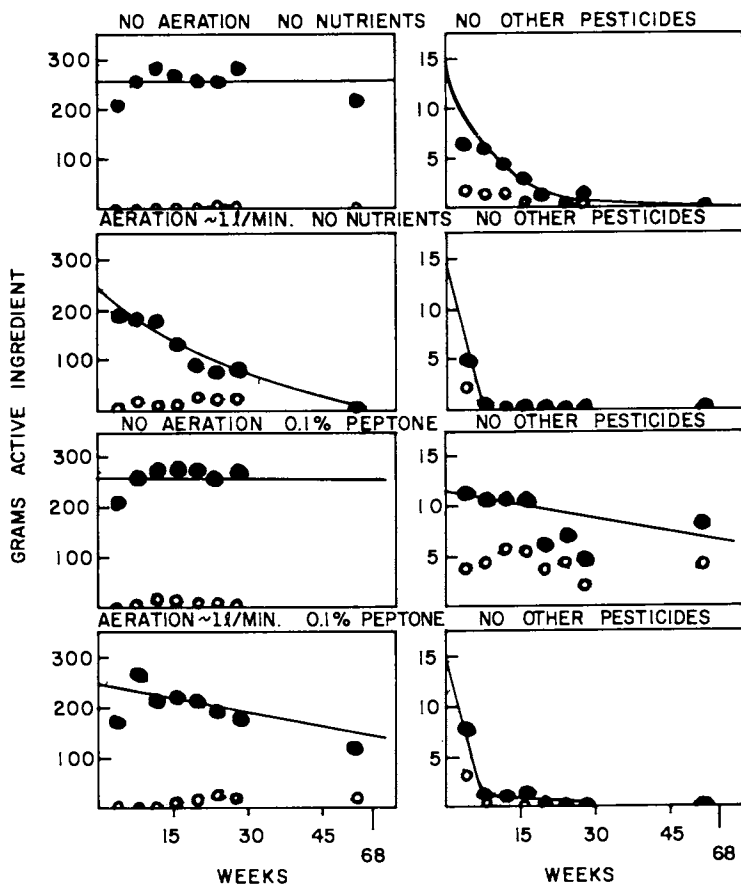 NO AERATION NO NUTRIENTS NO OTHER PESTICIDES
300
200
100
15
10
5
AERATION ~1ℓ/MIN. NO NUTRIENTS NO OTHER PESTICIDES
300
200
100
15
10
5
NO AERATION 0.1% PEPTONE NO OTHER PESTICIDES
300
200
100
15
10
5
AERATION ~1ℓ/MIN. 0.1% PEPTONE NO OTHER PESTICIDES
300
200
100
15
10
5
GRAMS ACTIVE INGREDIENT
15 30 45 68
WEEKS
15 30 45 68
WEEKS